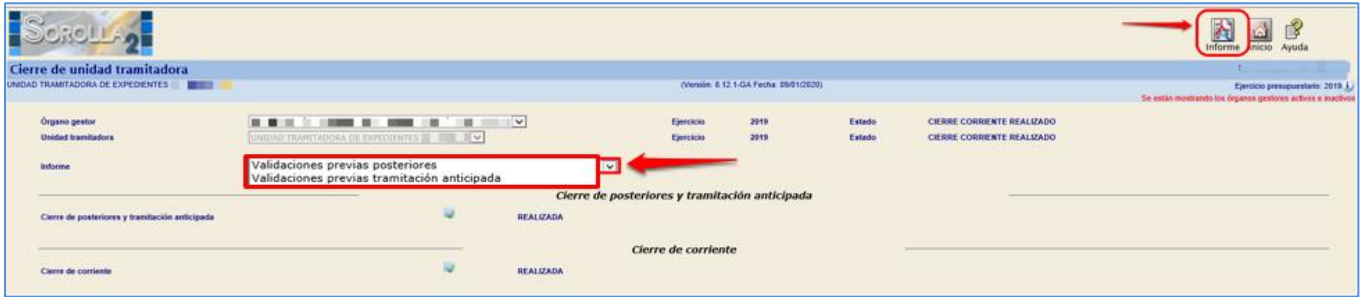 SOROLLA2
Informe Inicio Ayuda
Cierre de unidad tramitadora
UNIDAD TRAMITADORA DE EXPEDIENTES (Versión: 8.12.1-GA Fecha: 09/01/2020) Ejercicio presupuestario: 2019
Se están mostrando los órganos gestores activos e inactivos
Órgano gestor Ejercicio 2019 Estado CIERRE CORRIENTE REALIZADO
Unidad tramitadora UNIDAD TRAMITADORA DE EXPEDIENTES Ejercicio 2019 Estado CIERRE CORRIENTE REALIZADO
Informe Validaciones previas posteriores
Validaciones previas tramitación anticipada
Cierre de posteriores y tramitación anticipada
Cierre de posteriores y tramitación anticipada REALIZADA
Cierre de corriente
Cierre de corriente REALIZADA